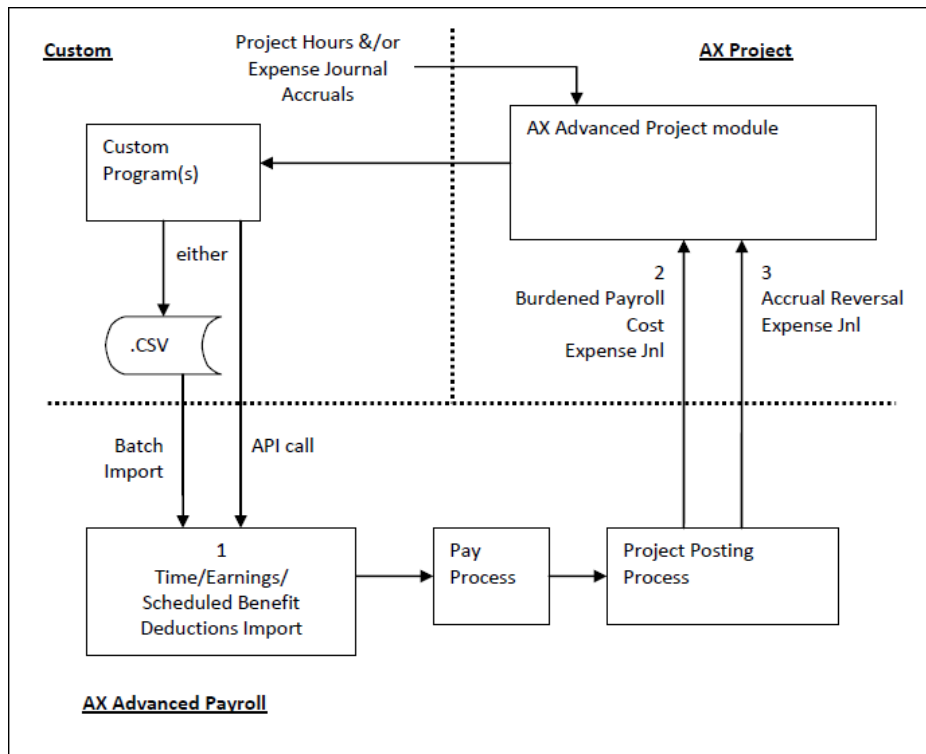 Custom
Project Hours &/or
Expense Journal
Accruals
AX Project
AX Advanced Project module
Custom
Program(s)
either
.CSV
2
Burdened Payroll
Cost
Expense Jnl
3
Accrual Reversal
Expense Jnl
Batch
Import
API call
1
Time/Earnings/
Scheduled Benefit
Deductions Import
Pay
Process
Project Posting
Process
AX Advanced Payroll